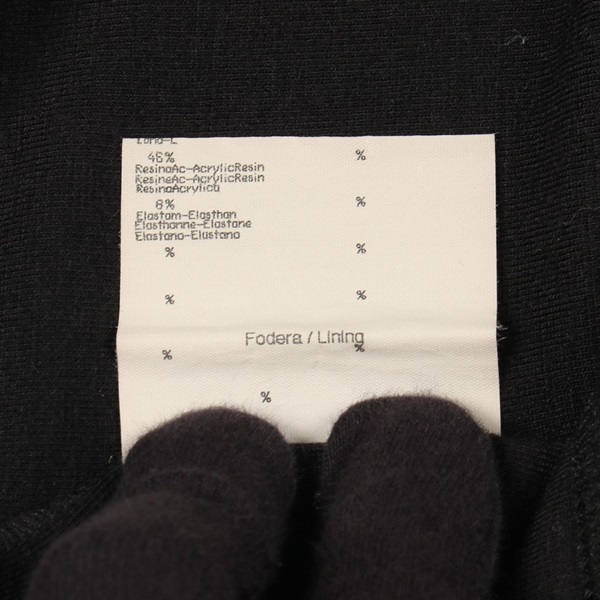 46% %
ResinaAc-AcrylicResin
ResineAc-AcrylicResin
ResinaAcrylica
8% %
Elastam-Elasthan
Elasthanne-Elastane
Elastano-Elastano
% %
% %
Fodera / Lining
% %
%